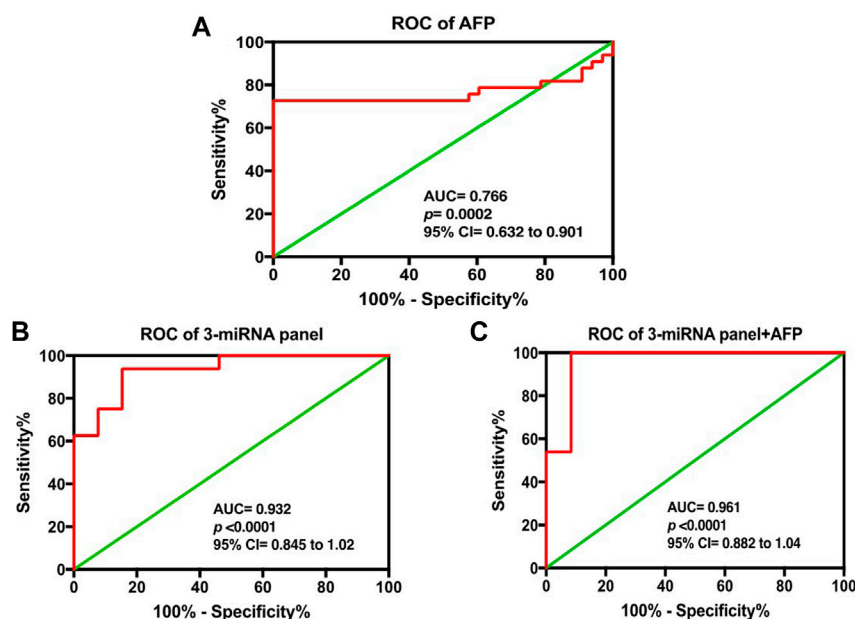 A
ROC of AFP
100
80
60
40
20
0
Sensitivity%
AUC= 0.766
p= 0.0002
95% CI= 0.632 to 0.901
0 20 40 60 80 100
100% - Specificity%
B
ROC of 3-miRNA panel
100
80
60
40
20
0
Sensitivity%
AUC= 0.932
p <0.0001
95% CI= 0.845 to 1.02
0 20 40 60 80 100
100% - Specificity%
C
ROC of 3-miRNA panel+AFP
100
80
60
40
20
0
Sensitivity%
AUC= 0.961
p <0.0001
95% CI= 0.882 to 1.04
0 20 40 60 80 100
100% - Specificity%